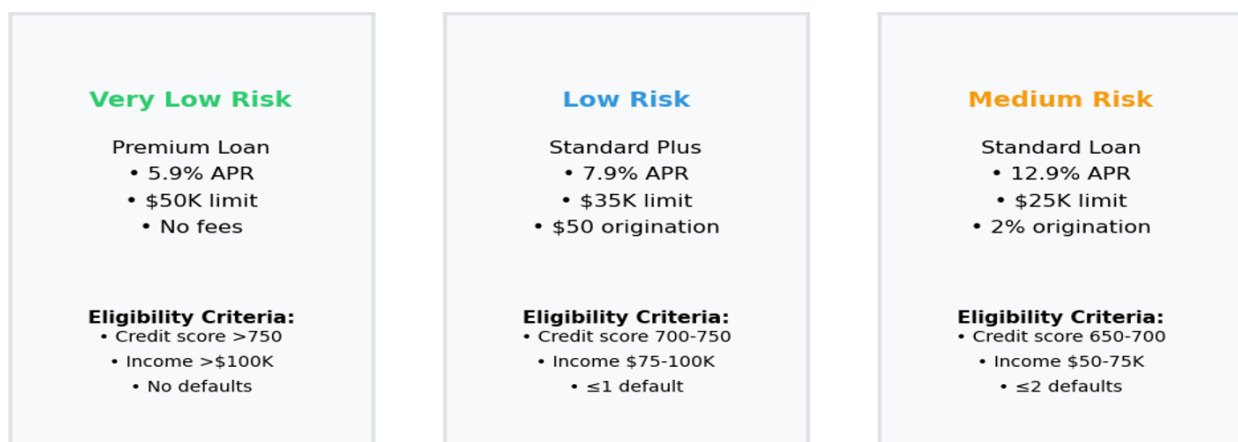 Very Low Risk
Premium Loan
• 5.9% APR
• $50K limit
• No fees
Eligibility Criteria:
• Credit score >750
• Income >$100K
• No defaults
Low Risk
Standard Plus
• 7.9% APR
• $35K limit
• $50 origination
Eligibility Criteria:
• Credit score 700-750
• Income $75-100K
• ≤1 default
Medium Risk
Standard Loan
• 12.9% APR
• $25K limit
• 2% origination
Eligibility Criteria:
• Credit score 650-700
• Income $50-75K
• ≤2 defaults